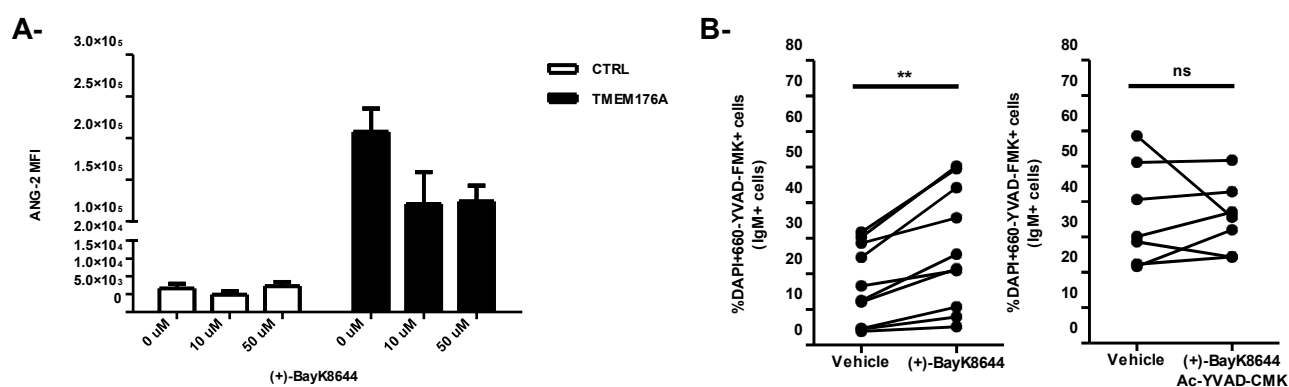 A-
3.0×10⁵
2.5×10⁵
2.0×10⁵
1.5×10⁵
1.0×10⁵
2.0×10⁴
1.5×10⁴
1.0×10⁴
5.0×10³
0
ANG-2 MFI
0 uM
10 uM
50 uM
0 uM
10 uM
50 uM
(+)-BayK8644
CTRL
TMEM176A
B-
%DAPI+660-YVAD-FMK+ cells
(IgM+ cells)
80
70
60
50
40
30
20
10
0
**
Vehicle
(+)-BayK8644
%DAPI+660-YVAD-FMK+ cells
(IgM+ cells)
80
70
60
50
40
30
20
10
0
ns
Vehicle
(+)-BayK8644
Ac-YVAD-CMK